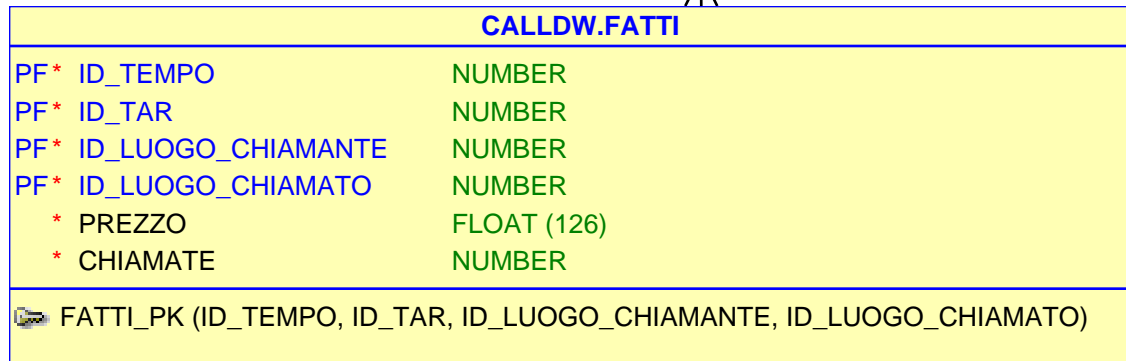 CALLDW.FATTI
PF* ID_TEMPO NUMBER
PF* ID_TAR NUMBER
PF* ID_LUOGO_CHIAMANTE NUMBER
PF* ID_LUOGO_CHIAMATO NUMBER
* PREZZO FLOAT (126)
* CHIAMATE NUMBER
FATTI_PK (ID_TEMPO, ID_TAR, ID_LUOGO_CHIAMANTE, ID_LUOGO_CHIAMATO)